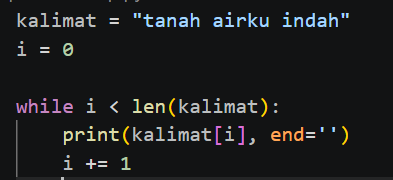 kalimat = "tanah airku indah"
i = 0
while i < len(kalimat):
    print(kalimat[i], end='')
    i += 1